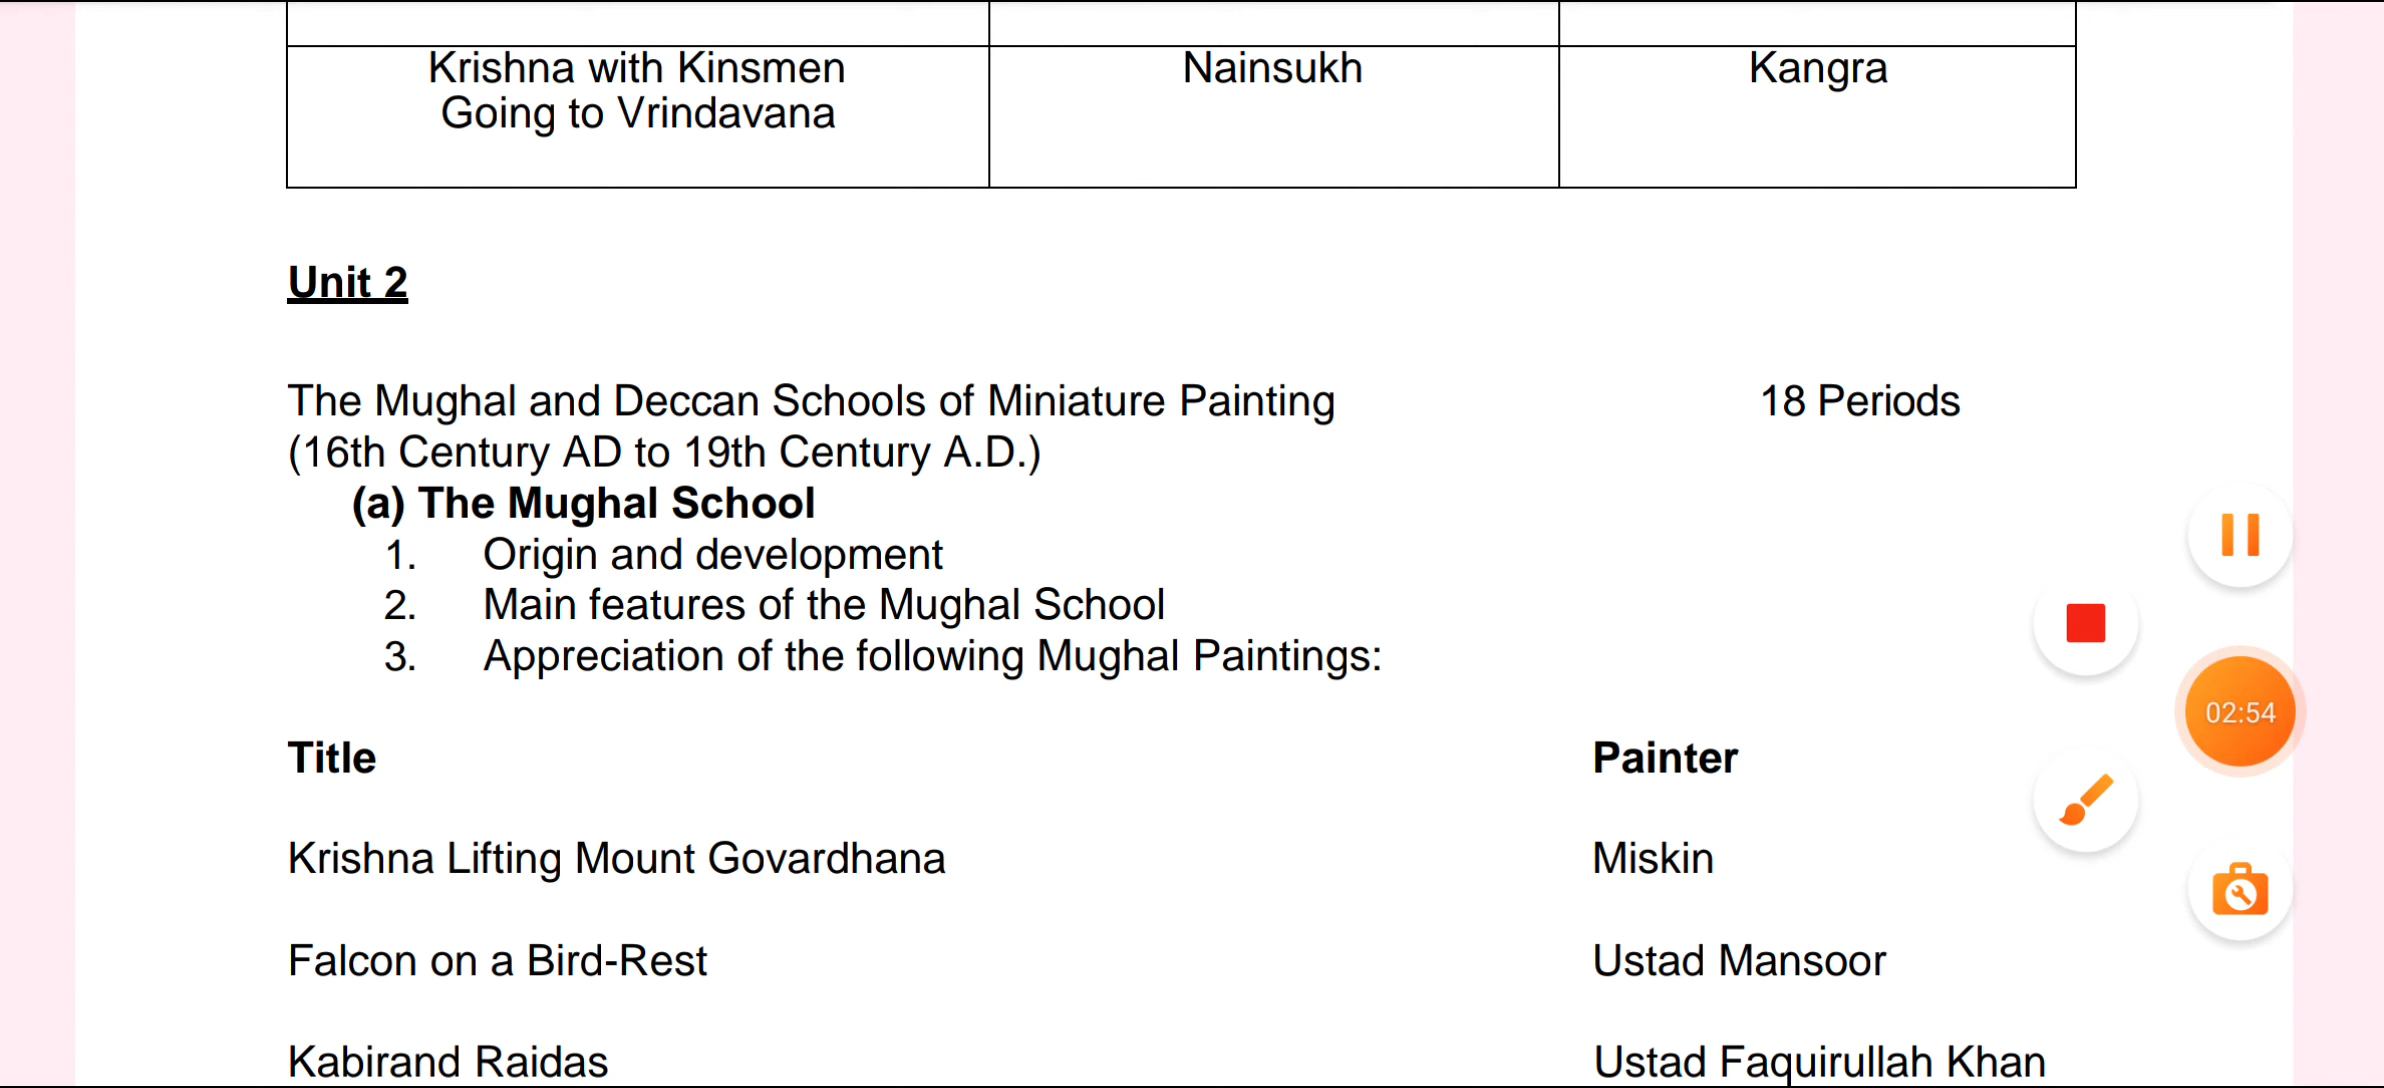 Krishna with Kinsmen Nainsukh Kangra
Going to Vrindavana
Unit 2
The Mughal and Deccan Schools of Miniature Painting 18 Periods
(16th Century AD to 19th Century A.D.)
(a) The Mughal School
1. Origin and development
2. Main features of the Mughal School
3. Appreciation of the following Mughal Paintings:
02:54
Title Painter
Krishna Lifting Mount Govardhana Miskin
Falcon on a Bird-Rest Ustad Mansoor
Kabirand Raidas Ustad Faquirullah Khan